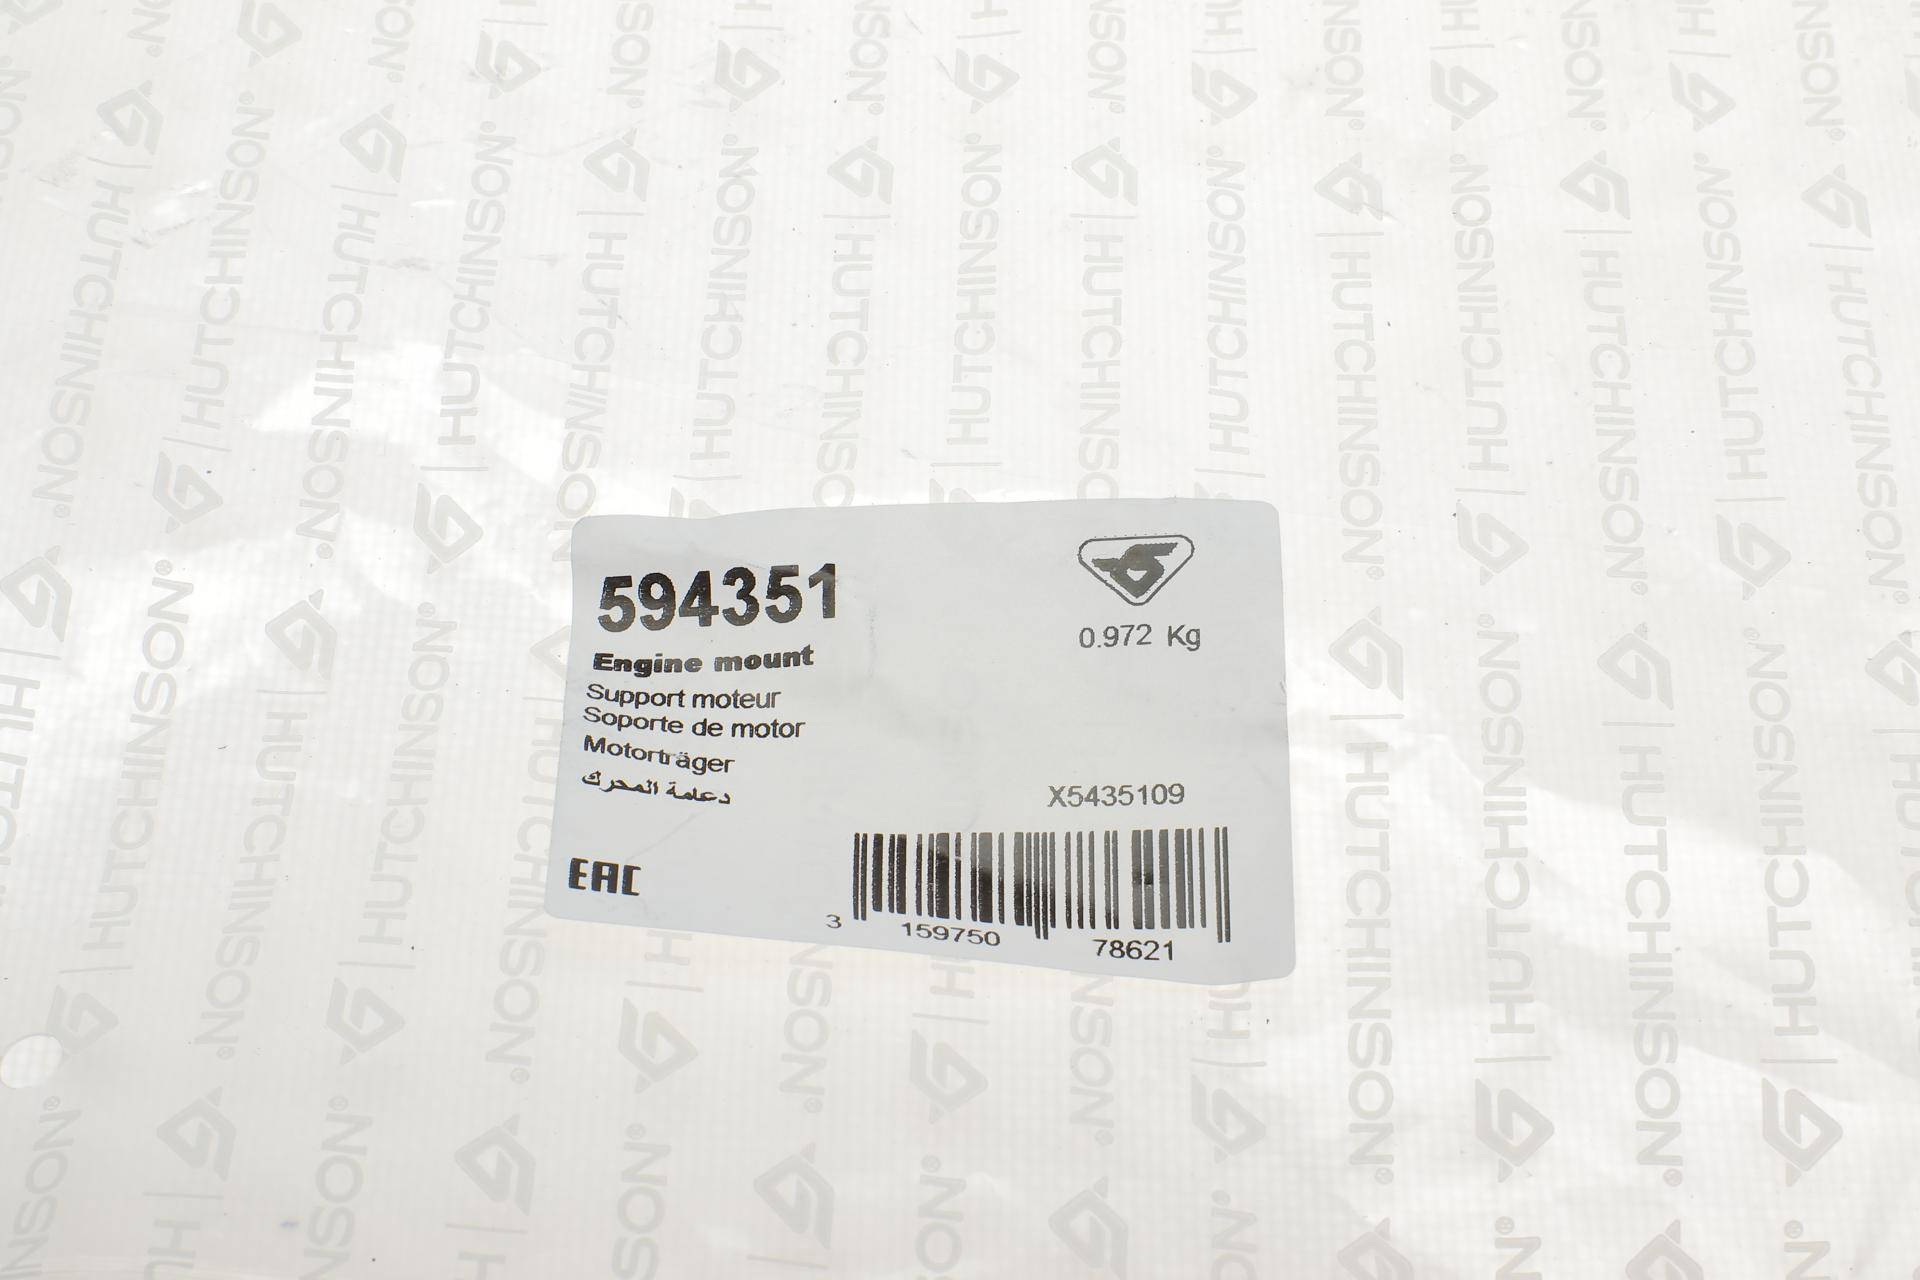 594351
0.972 Kg
Engine mount
Support moteur
Soporte de motor
Motorträger
دعامة المحرك
X5435109
EAC
3 159750 78621
HUTCHINSON®